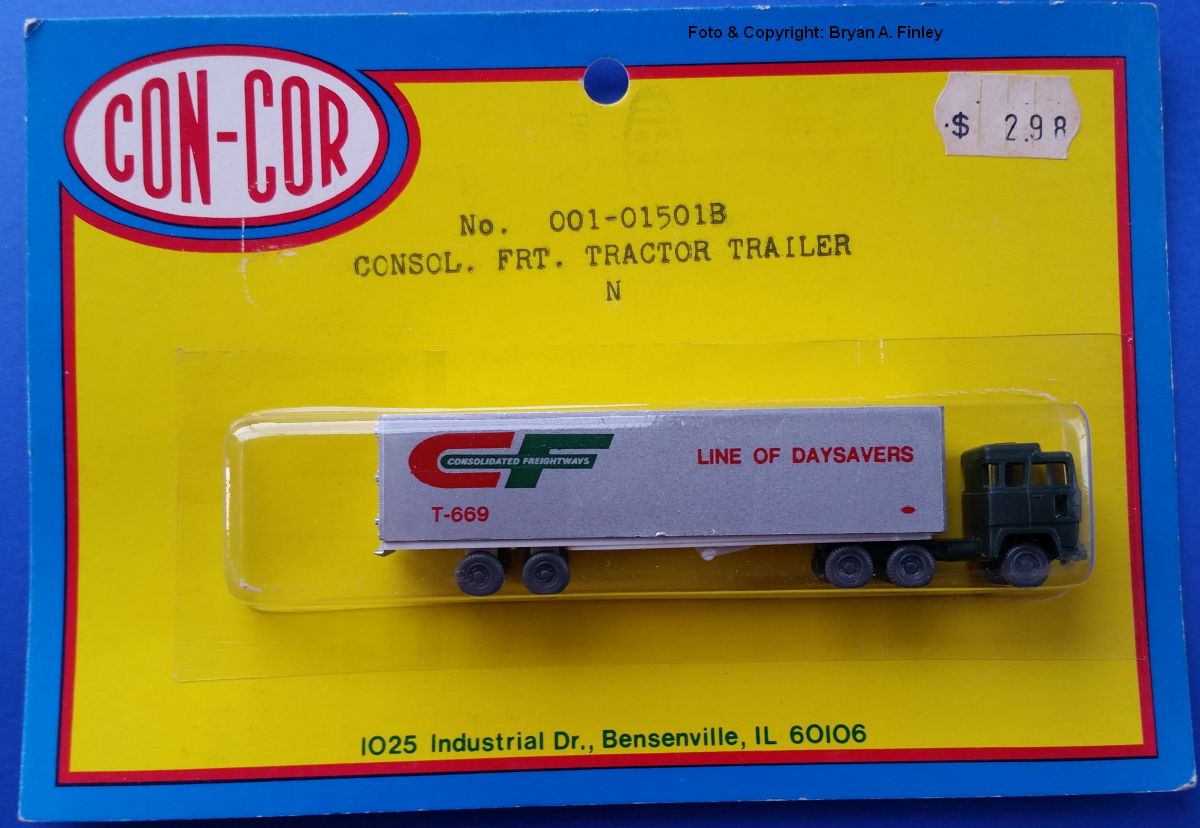 Foto & Copyright: Bryan A. Finley
CON-COR
$ 2.98
No. 001-01501B
CONSOL. FRT. TRACTOR TRAILER
N
CF
CONSOLIDATED FREIGHTWAYS
LINE OF DAYSAVERS
T-669
1025 Industrial Dr., Bensenville, IL 60106